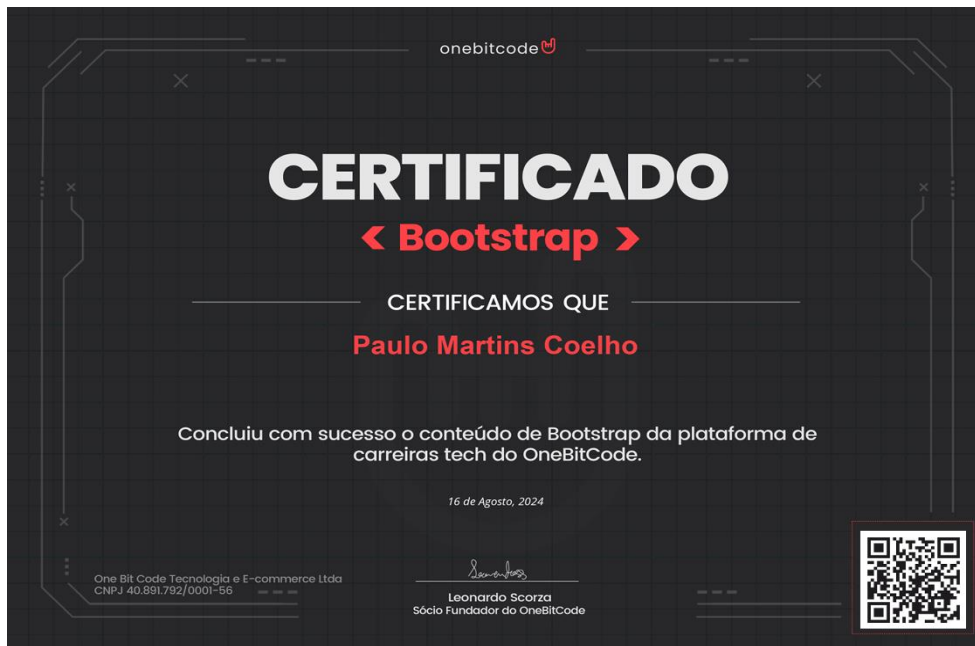 onebitcode
CERTIFICADO
< Bootstrap >
CERTIFICAMOS QUE
Paulo Martins Coelho
Concluiu com sucesso o conteúdo de Bootstrap da plataforma de
carreiras tech do OneBitCode.
16 de Agosto, 2024
One Bit Code Tecnologia e E-commerce Ltda
CNPJ 40.891.792/0001-56
Leonardo Scorza
Sócio Fundador do OneBitCode